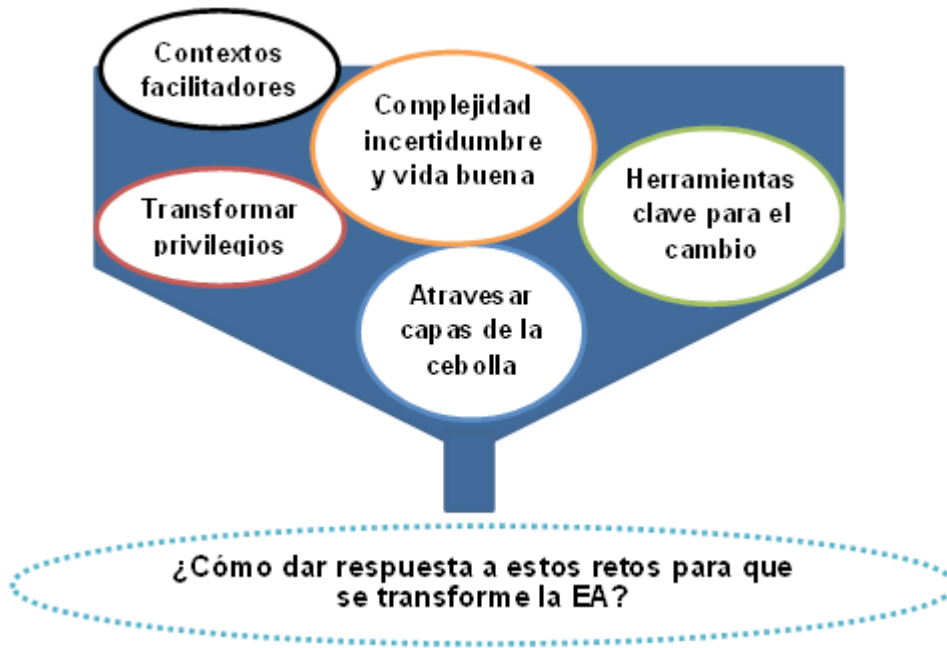 Contextos
facilitadores
Complejidad
incertidumbre
y vida buena
Herramientas
clave para el
cambio
Transformar
privilegios
Atravesar
capas de la
cebolla
¿Cómo dar respuesta a estos retos para que
se transforme la EA?